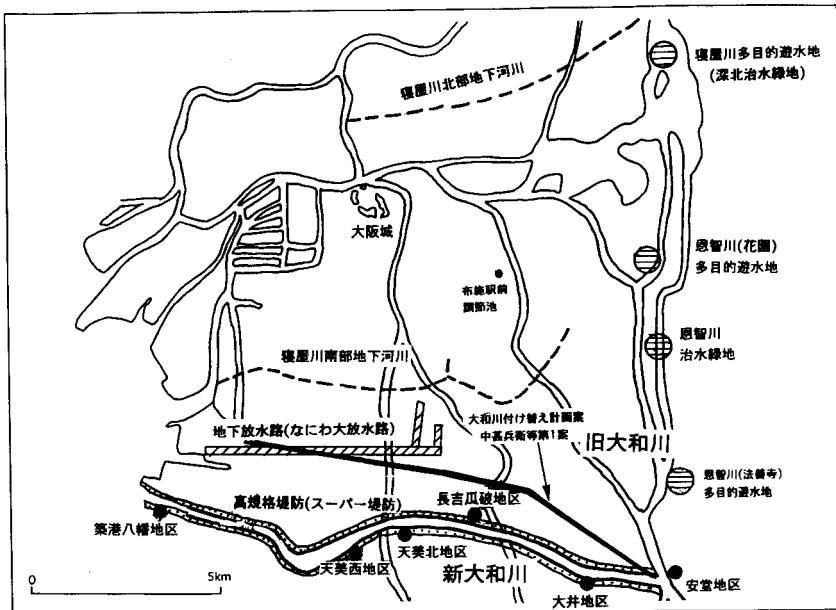 寝屋川多目的遊水地
(深北治水緑地)
寝屋川北部地下河川
大阪城
恩智川(花園)
多目的遊水地
布施駅前
調節池
恩智川
治水緑地
寝屋川南部地下河川
大和川付け替え計画案
中甚兵衛等第1案
地下放水路(なにわ大放水路)
旧大和川
恩智川(法善寺)
多目的遊水地
高規格堤防(スーパー堤防)
長吉瓜破地区
築港八幡地区
天美西地区
天美北地区
新大和川
大井地区
安堂地区
0
5km